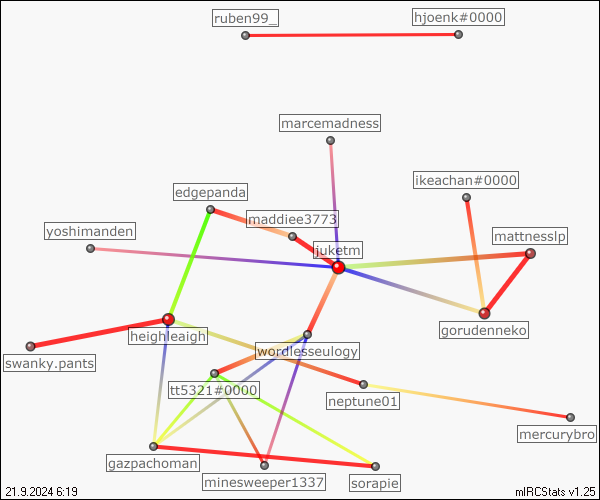 ruben99_
hjoenk#0000
marcemadness
ikeachan#0000
edgepanda
maddiee3773
yoshimanden
mattnesslp
juketm
gorudenneko
heighleaigh
wordlesseulogy
swanky.pants
tt5321#0000
neptune01
mercurybro
gazpachoman
minesweeper1337
sorapie
21.9.2024 6:19
mIRCStats v1.25